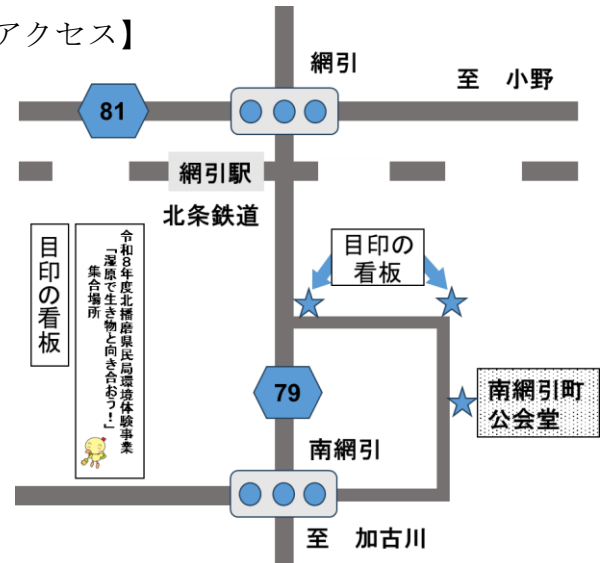 アクセス】
網引
至　小野
81
網引駅
北条鉄道
目印の
看板
目印の看板
令和８年度北播磨県民局環境体験事業
「湿原で生き物と向き合おう！」
集合場所
79
南網引町
公会堂
南網引
至　加古川